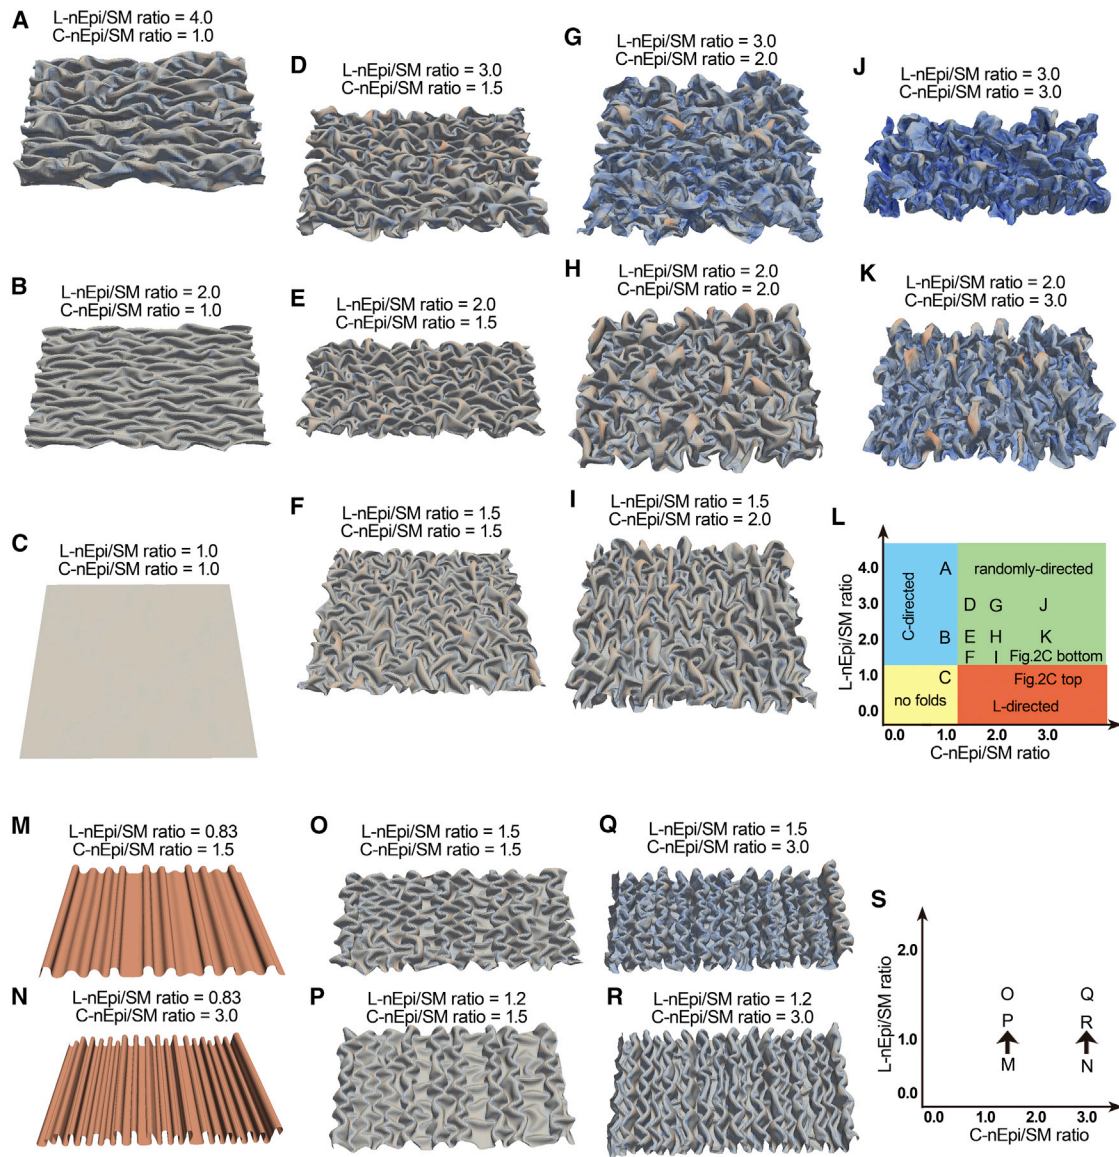 A
L-nEpi/SM ratio = 4.0
C-nEpi/SM ratio = 1.0
B
L-nEpi/SM ratio = 2.0
C-nEpi/SM ratio = 1.0
C
L-nEpi/SM ratio = 1.0
C-nEpi/SM ratio = 1.0
D
L-nEpi/SM ratio = 3.0
C-nEpi/SM ratio = 1.5
E
L-nEpi/SM ratio = 2.0
C-nEpi/SM ratio = 1.5
F
L-nEpi/SM ratio = 1.5
C-nEpi/SM ratio = 1.5
G
L-nEpi/SM ratio = 3.0
C-nEpi/SM ratio = 2.0
H
L-nEpi/SM ratio = 2.0
C-nEpi/SM ratio = 2.0
I
L-nEpi/SM ratio = 1.5
C-nEpi/SM ratio = 2.0
J
L-nEpi/SM ratio = 3.0
C-nEpi/SM ratio = 3.0
K
L-nEpi/SM ratio = 2.0
C-nEpi/SM ratio = 3.0
L
L-nEpi/SM ratio
4.0
3.0
2.0
1.0
0.0
C-directed
A
B
randomly-directed
D G J
E H K
F I Fig.2C bottom
C
no folds
Fig.2C top
L-directed
0.0 1.0 2.0 3.0
C-nEpi/SM ratio
M
L-nEpi/SM ratio = 0.83
C-nEpi/SM ratio = 1.5
N
L-nEpi/SM ratio = 0.83
C-nEpi/SM ratio = 3.0
O
L-nEpi/SM ratio = 1.5
C-nEpi/SM ratio = 1.5
P
L-nEpi/SM ratio = 1.2
C-nEpi/SM ratio = 1.5
Q
L-nEpi/SM ratio = 1.5
C-nEpi/SM ratio = 3.0
R
L-nEpi/SM ratio = 1.2
C-nEpi/SM ratio = 3.0
S
L-nEpi/SM ratio
2.0
1.0
0.0
O Q
P R
M N
0.0 1.0 2.0 3.0
C-nEpi/SM ratio